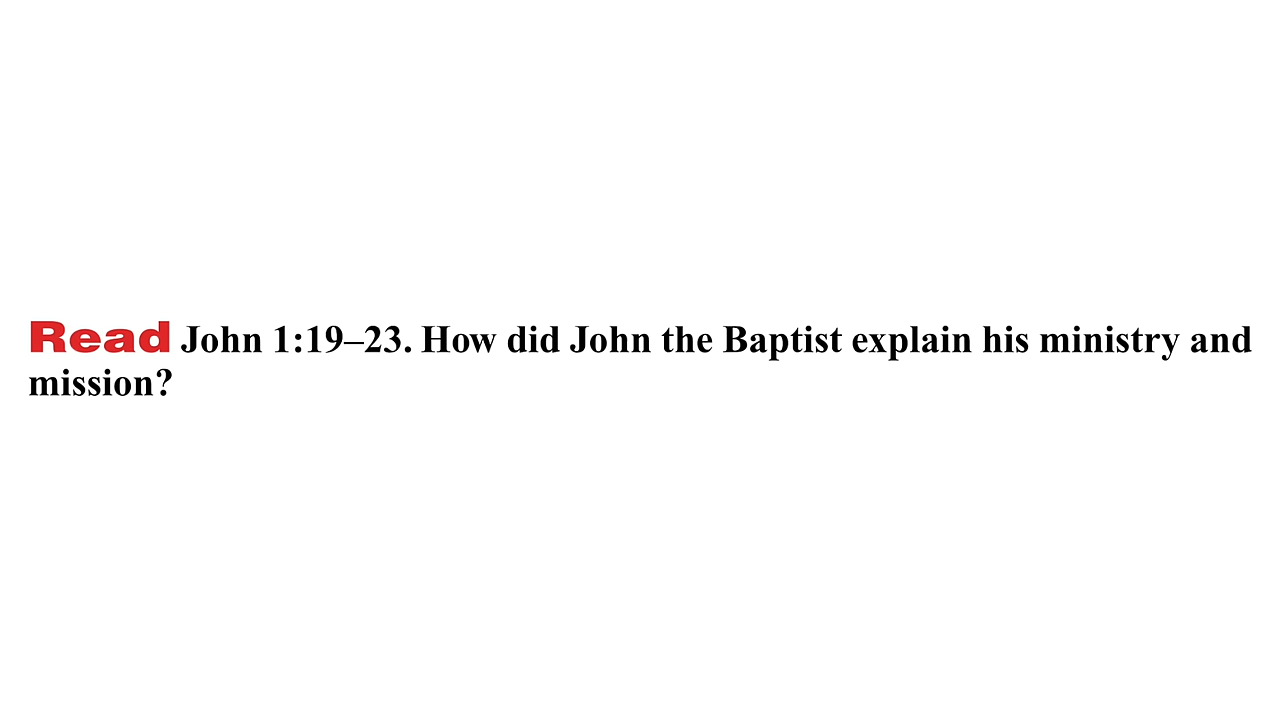 Read John 1:19–23. How did John the Baptist explain his ministry and
mission?